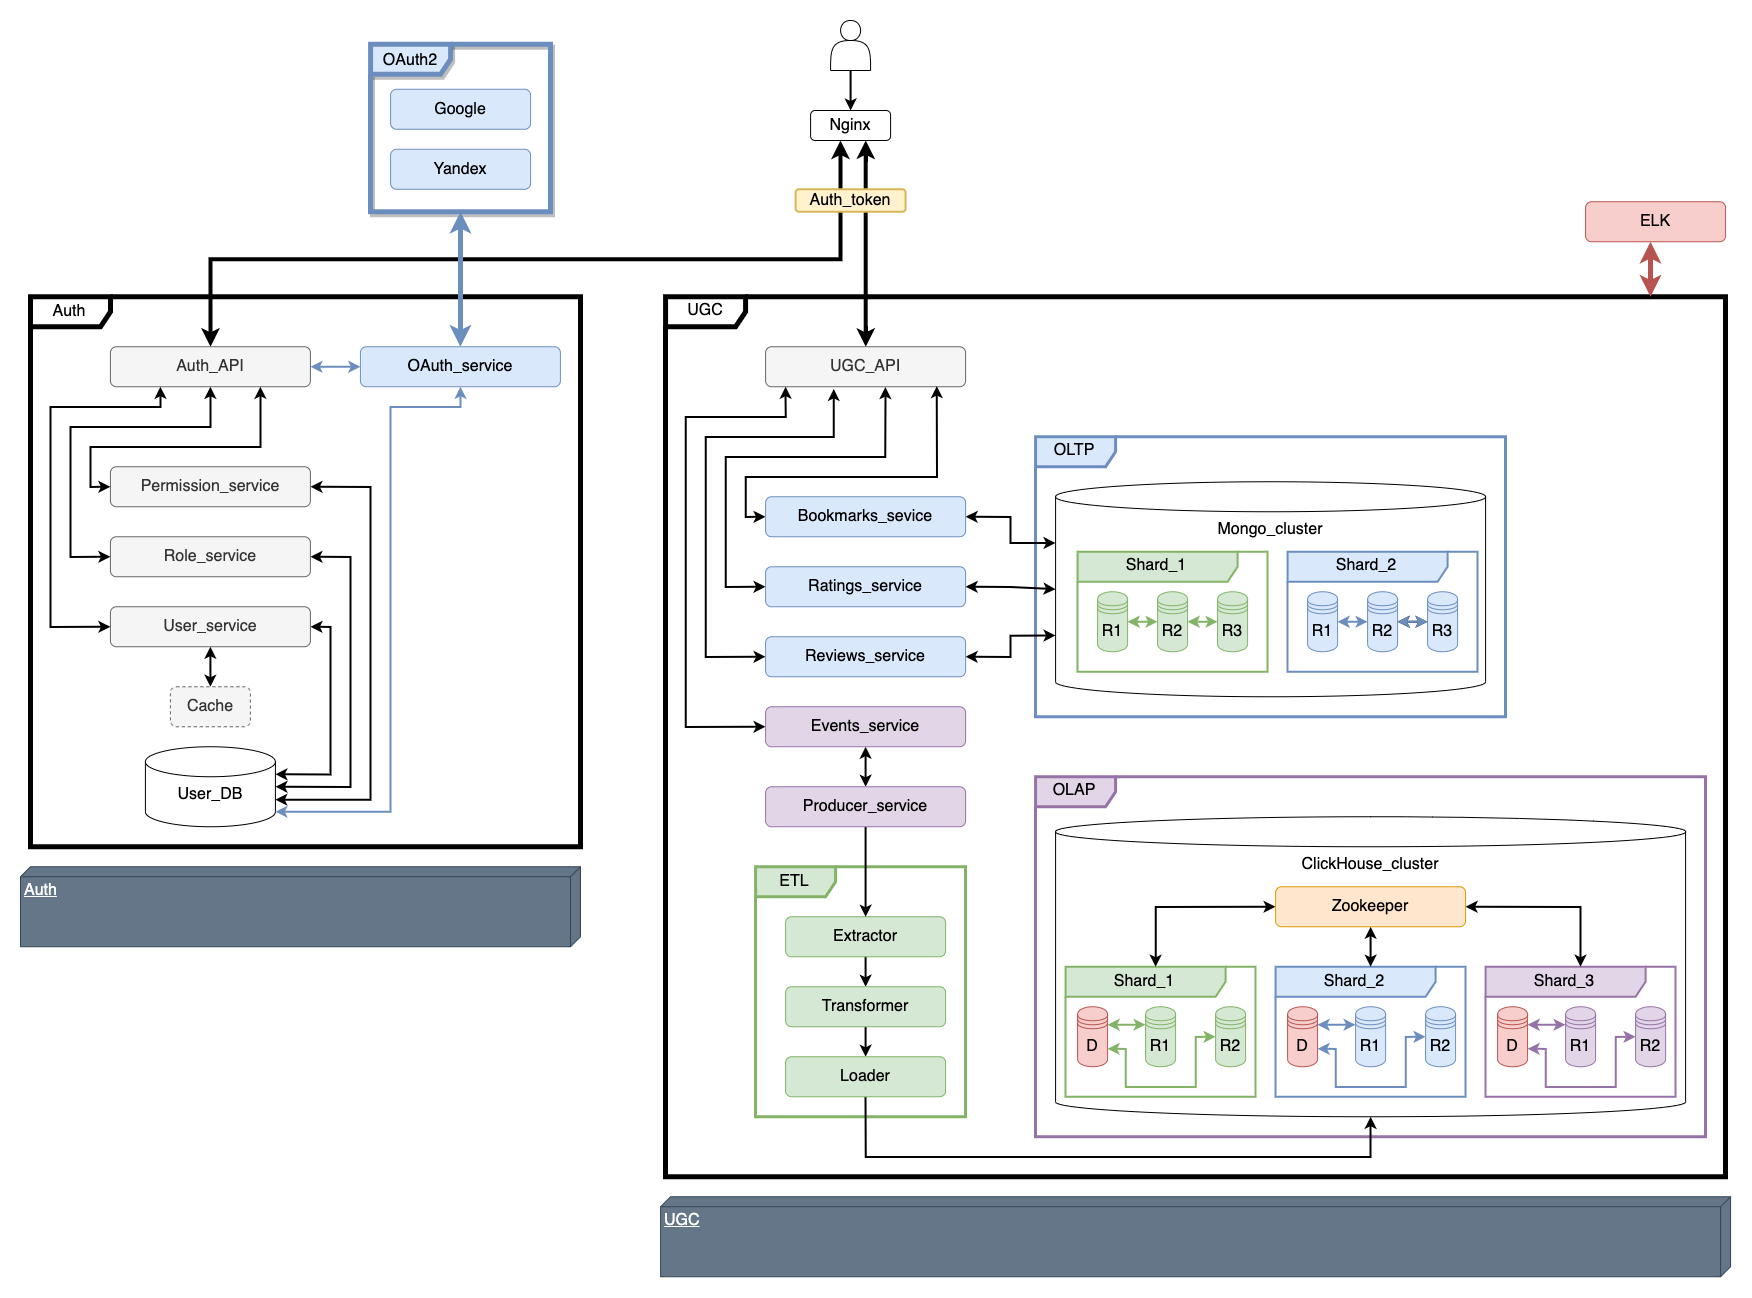 OAuth2
Google
Yandex
Nginx
Auth_token
ELK
Auth
Auth_API
OAuth_service
Permission_service
Role_service
User_service
Cache
User_DB
Auth
UGC
UGC_API
Bookmarks_sevice
Ratings_service
Reviews_service
Events_service
Producer_service
OLTP
Mongo_cluster
Shard_1
R1
R2
R3
Shard_2
R1
R2
R3
ETL
Extractor
Transformer
Loader
OLAP
ClickHouse_cluster
Zookeeper
Shard_1
D
R1
R2
Shard_2
D
R1
R2
Shard_3
D
R1
R2
UGC